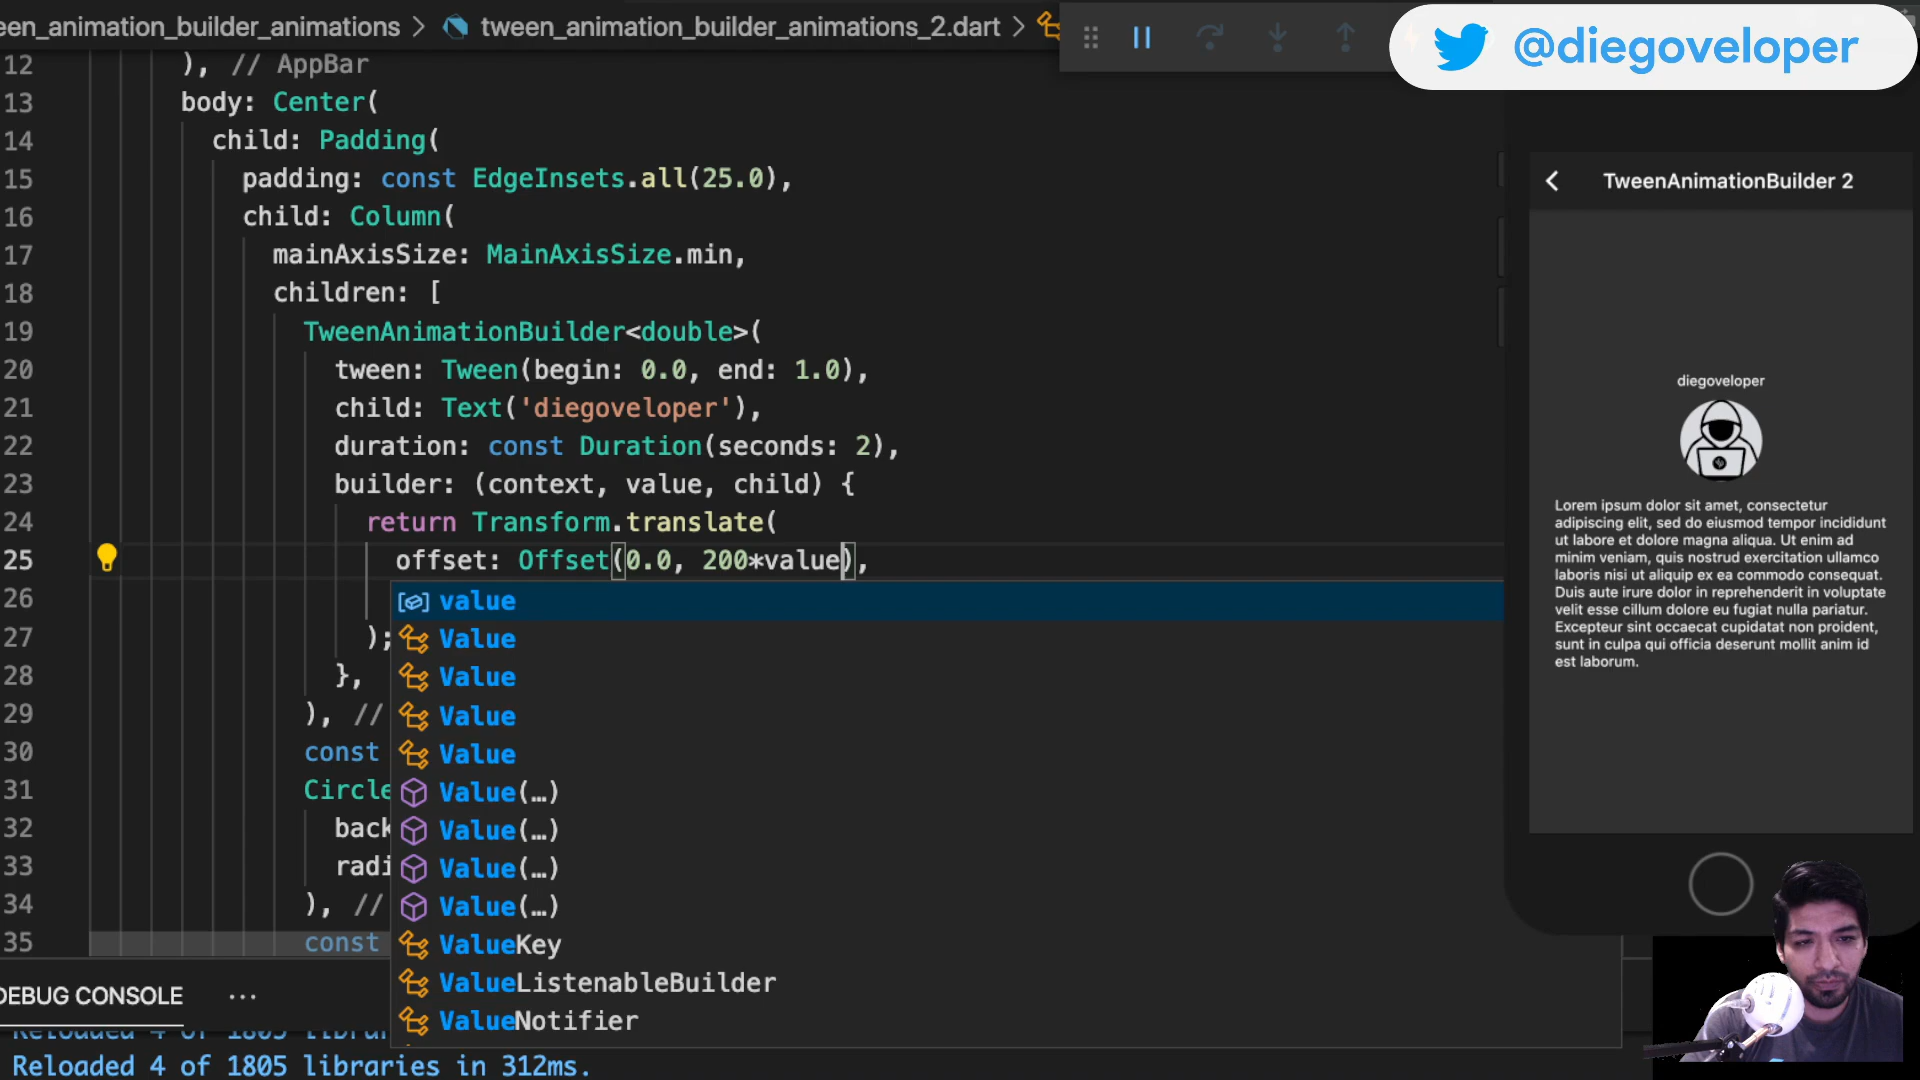 een_animation_builder_animations > tween_animation_builder_animations_2.dart >
@diegoveloper
12 ), // AppBar
13 body: Center(
14 child: Padding(
15 padding: const EdgeInsets.all(25.0),
16 child: Column(
17 mainAxisSize: MainAxisSize.min,
18 children: [
19 TweenAnimationBuilder<double>(
20 tween: Tween(begin: 0.0, end: 1.0),
21 child: Text('diegoveloper'),
22 duration: const Duration(seconds: 2),
23 builder: (context, value, child) {
24 return Transform.translate(
25 offset: Offset(0.0, 200*value),
26
27 );
28 },
29 ), //
30 const
31 Circle
32 back
33 radi
34 ), //
35 const
value
Value
Value
Value
Value
Value(…)
Value(…)
Value(…)
Value(…)
ValueKey
ValueListenableBuilder
ValueNotifier
DEBUG CONSOLE ...
Reloaded 4 of 1805 librar
Reloaded 4 of 1805 libraries in 312ms.
TweenAnimationBuilder 2
diegoveloper
Lorem ipsum dolor sit amet, consectetur
adipiscing elit, sed do eiusmod tempor incididunt
ut labore et dolore magna aliqua. Ut enim ad
minim veniam, quis nostrud exercitation ullamco
laboris nisi ut aliquip ex ea commodo consequat.
Duis aute irure dolor in reprehenderit in voluptate
velit esse cillum dolore eu fugiat nulla pariatur.
Excepteur sint occaecat cupidatat non proident,
sunt in culpa qui officia deserunt mollit anim id
est laborum.